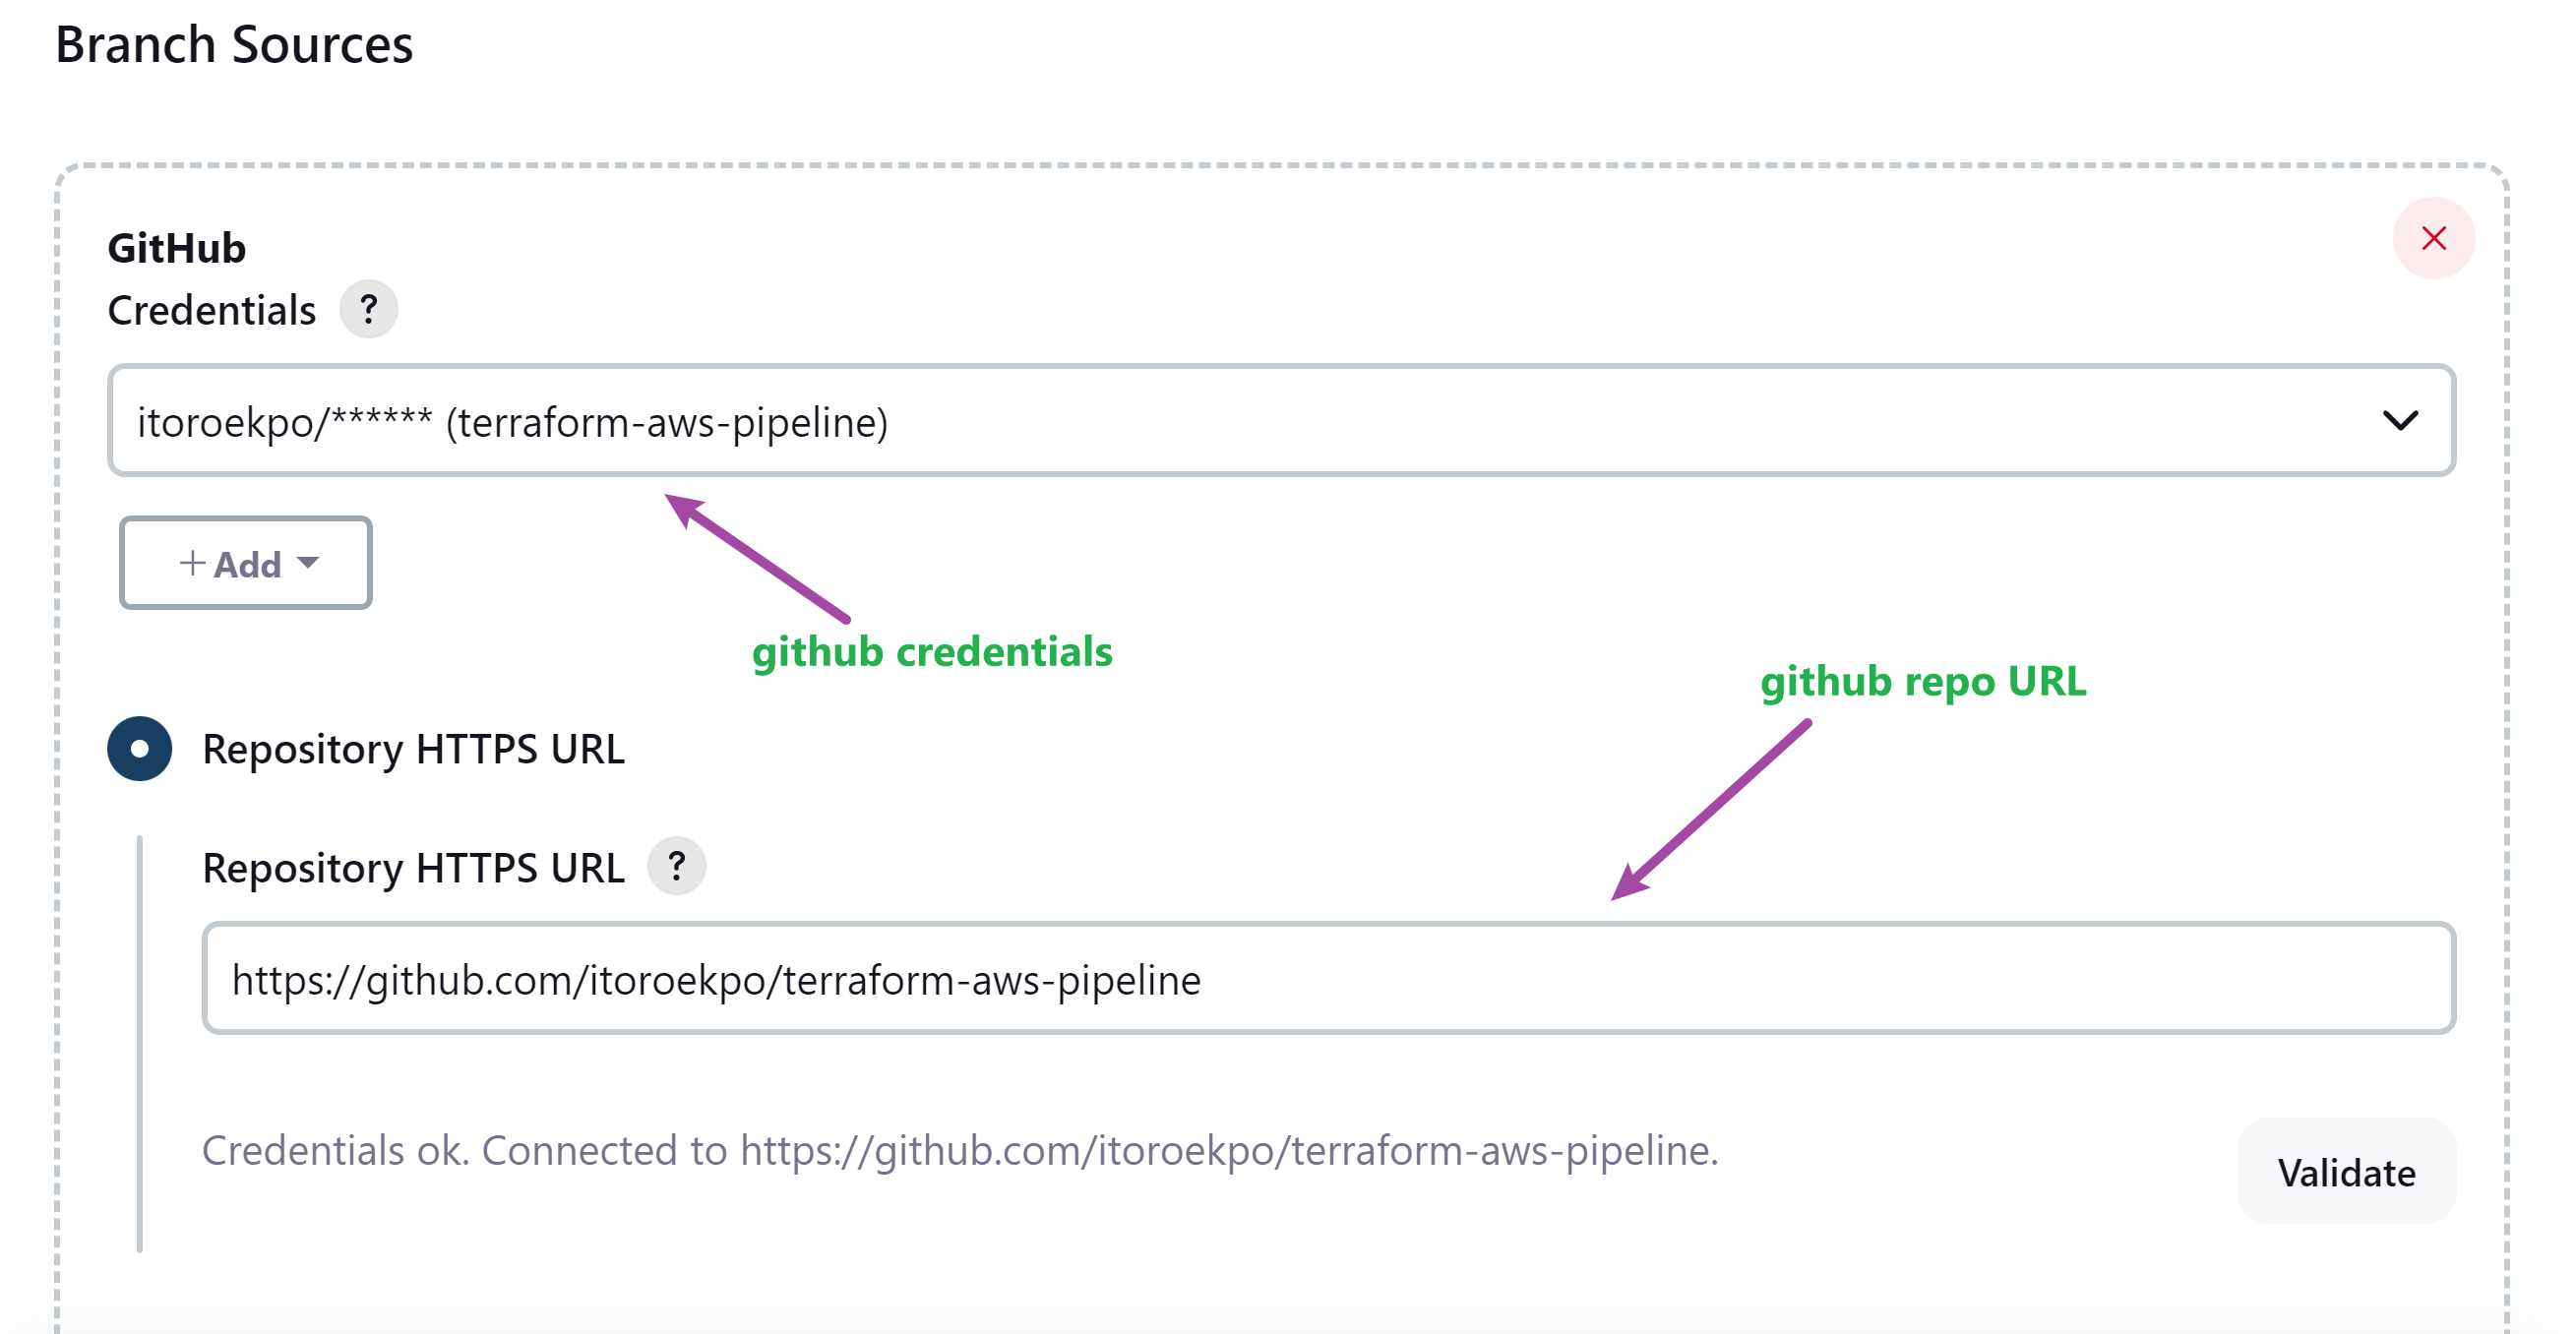 Branch Sources
GitHub
Credentials ?
itoroekpo/****** (terraform-aws-pipeline)
+ Add
github credentials
github repo URL
Repository HTTPS URL
Repository HTTPS URL ?
https://github.com/itoroekpo/terraform-aws-pipeline
Credentials ok. Connected to https://github.com/itoroekpo/terraform-aws-pipeline.
Validate